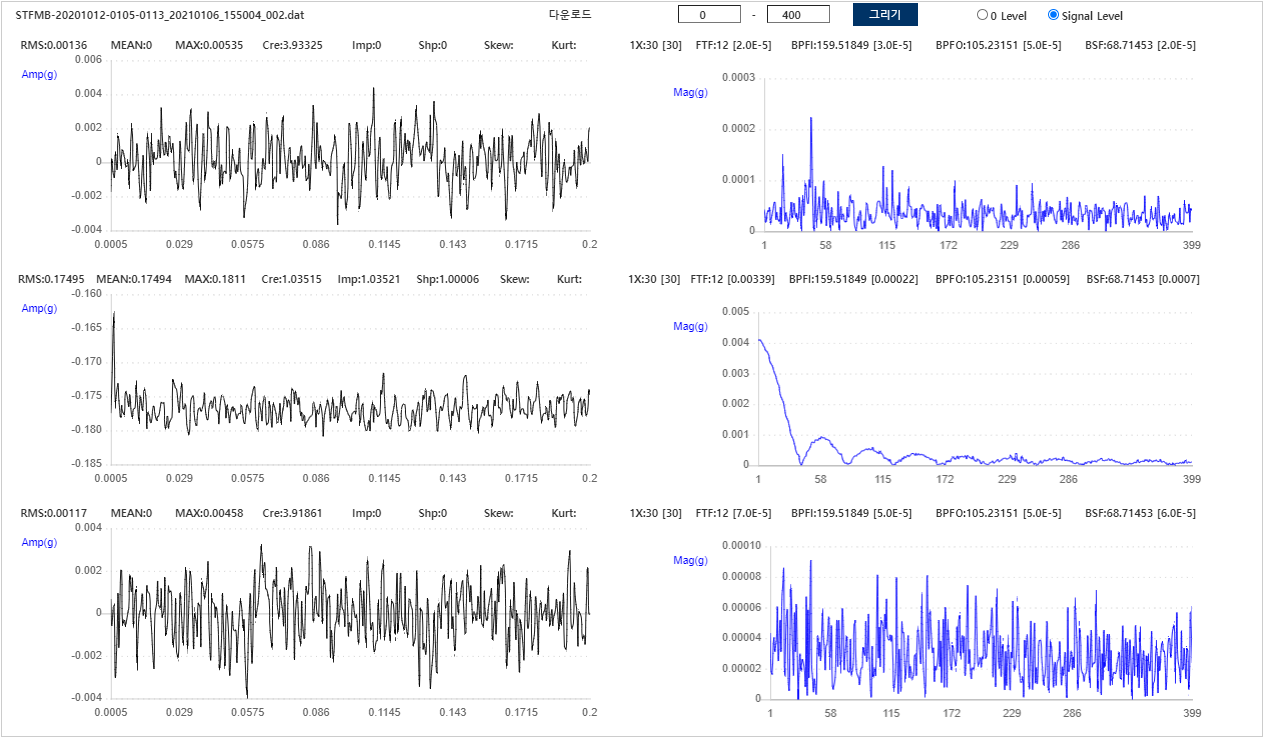 STFMB-20201012-0105-0113_20210106_155004_002.dat 다운로드 0 - 400 그리기 0 Level Signal Level
RMS:0.00136 MEAN:0 MAX:0.00535 Cre:3.93325 Imp:0 Shp:0 Skew: Kurt:
Amp(g)
0.006
0.004
0.002
0
-0.002
-0.004
0.0005 0.029 0.0575 0.086 0.1145 0.143 0.1715 0.2
1X:30 [30] FTF:12 [2.0E-5] BPFI:159.51849 [3.0E-5] BPFO:105.23151 [5.0E-5] BSF:68.71453 [2.0E-5]
Mag(g)
0.0003
0.0002
0.0001
0
1 58 115 172 229 286 399
RMS:0.17495 MEAN:0.17494 MAX:0.1811 Cre:1.03515 Imp:1.03521 Shp:1.00006 Skew: Kurt:
Amp(g)
-0.160
-0.165
-0.170
-0.175
-0.180
-0.185
0.0005 0.029 0.0575 0.086 0.1145 0.143 0.1715 0.2
1X:30 [30] FTF:12 [0.00339] BPFI:159.51849 [0.00022] BPFO:105.23151 [0.00059] BSF:68.71453 [0.0007]
Mag(g)
0.005
0.004
0.003
0.002
0.001
0
1 58 115 172 229 286 399
RMS:0.00117 MEAN:0 MAX:0.00458 Cre:3.91861 Imp:0 Shp:0 Skew: Kurt:
Amp(g)
0.004
0.002
0
-0.002
-0.004
0.0005 0.029 0.0575 0.086 0.1145 0.143 0.1715 0.2
1X:30 [30] FTF:12 [7.0E-5] BPFI:159.51849 [5.0E-5] BPFO:105.23151 [5.0E-5] BSF:68.71453 [6.0E-5]
Mag(g)
0.00010
0.00008
0.00006
0.00004
0.00002
0
1 58 115 172 229 286 399